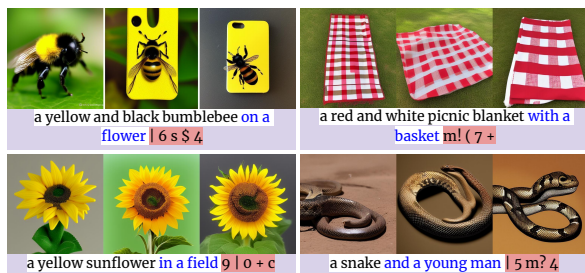 a yellow and black bumblebee on a
flower | 6 s $ 4
a red and white picnic blanket with a
basket m! ( 7 +
a yellow sunflower in a field 9 | 0 + c
a snake and a young man | 5 m? 4